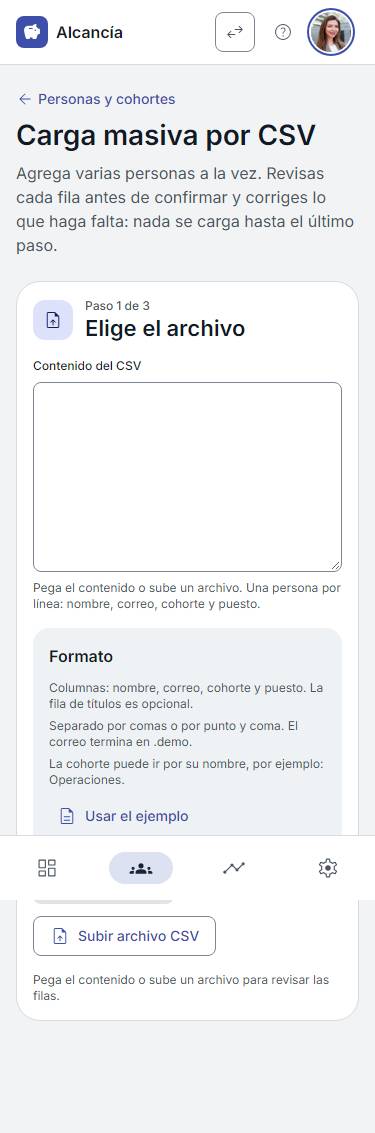 Alcancía
Personas y cohortes
Carga masiva por CSV
Agrega varias personas a la vez. Revisas
cada fila antes de confirmar y corriges lo
que haga falta: nada se carga hasta el último
paso.
Paso 1 de 3
Elige el archivo
Contenido del CSV
Pega el contenido o sube un archivo. Una persona por
línea: nombre, correo, cohorte y puesto.
Formato
Columnas: nombre, correo, cohorte y puesto. La
fila de títulos es opcional.
Separado por comas o por punto y coma. El
correo termina en .demo.
La cohorte puede ir por su nombre, por ejemplo:
Operaciones.
Usar el ejemplo
Subir archivo CSV
Pega el contenido o sube un archivo para revisar las
filas.